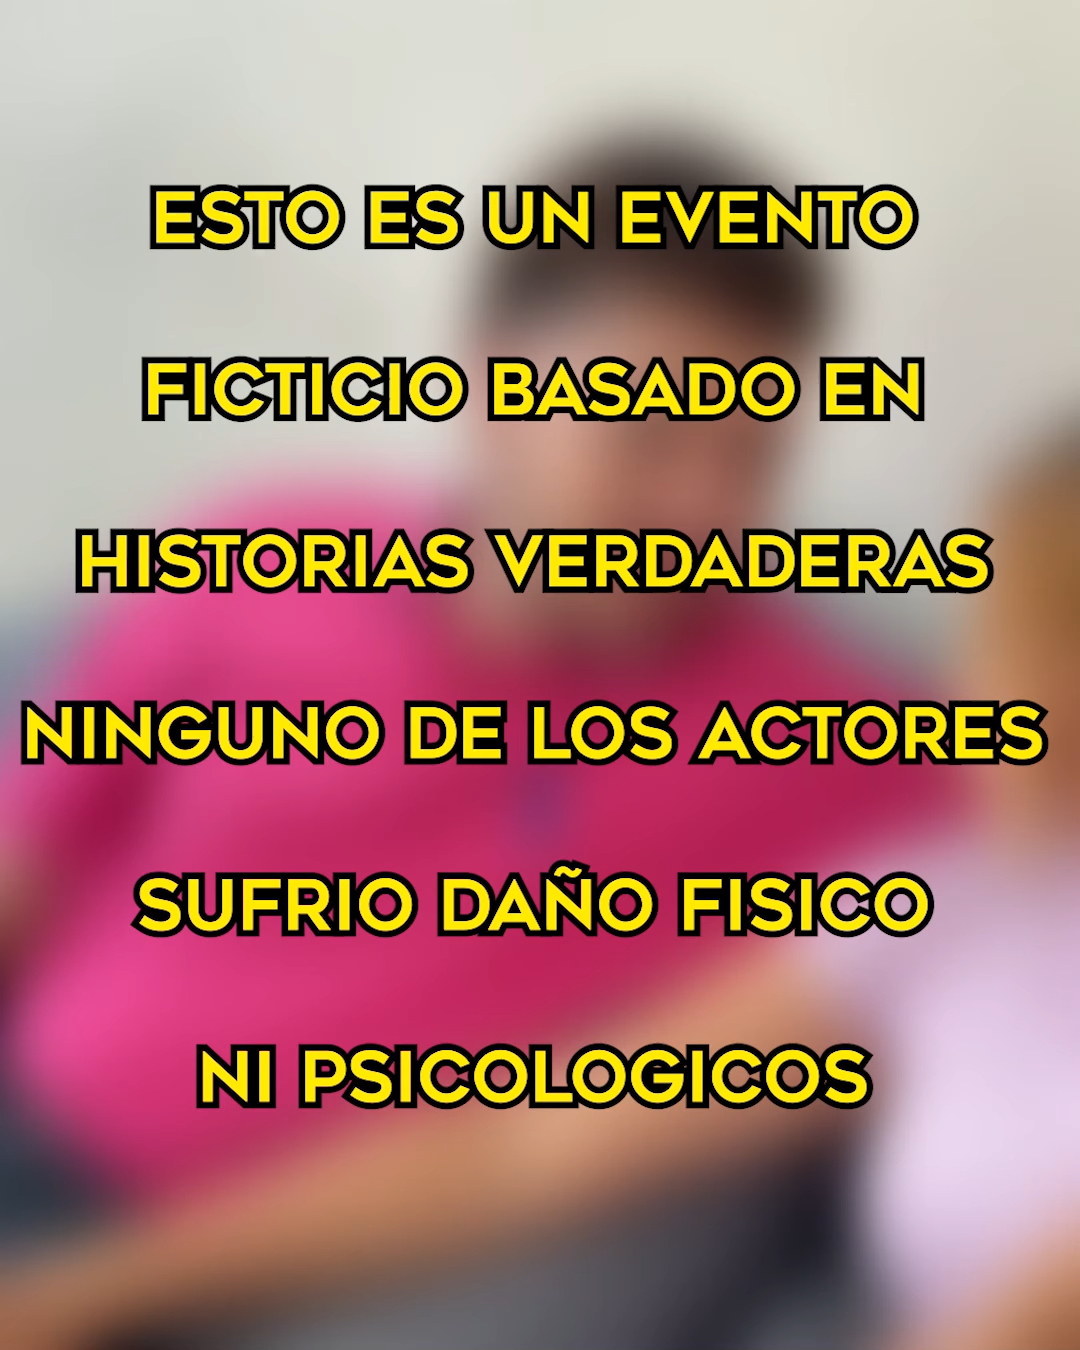 ESTO ES UN EVENTO
FICTICIO BASADO EN
HISTORIAS VERDADERAS
NINGUNO DE LOS ACTORES
SUFRIO DAÑO FISICO
NI PSICOLOGICOS